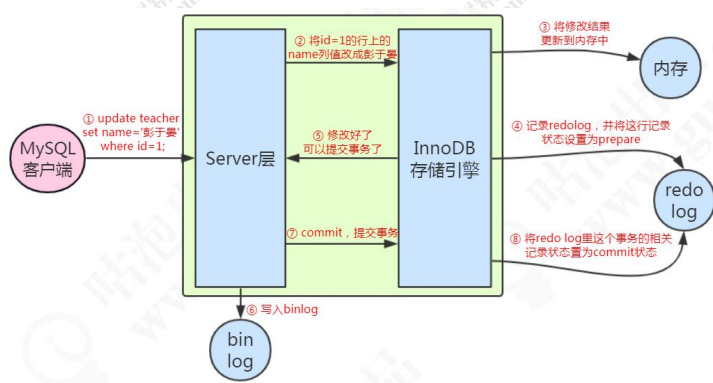 ② 将id=1的行上的
name列值改成彭于晏
③ 将修改结果
更新到内存中
内存
① update teacher
set name='彭于晏'
where id=1;
MySQL
客户端
Server层
⑤ 修改好了
可以提交事务了
InnoDB
存储引擎
④ 记录redolog，并将这行记录
状态设置为prepare
redo
log
⑦ commit，提交事务
⑧ 将redo log里这个事务的相关
记录状态置为commit状态
⑥ 写入binlog
bin
log